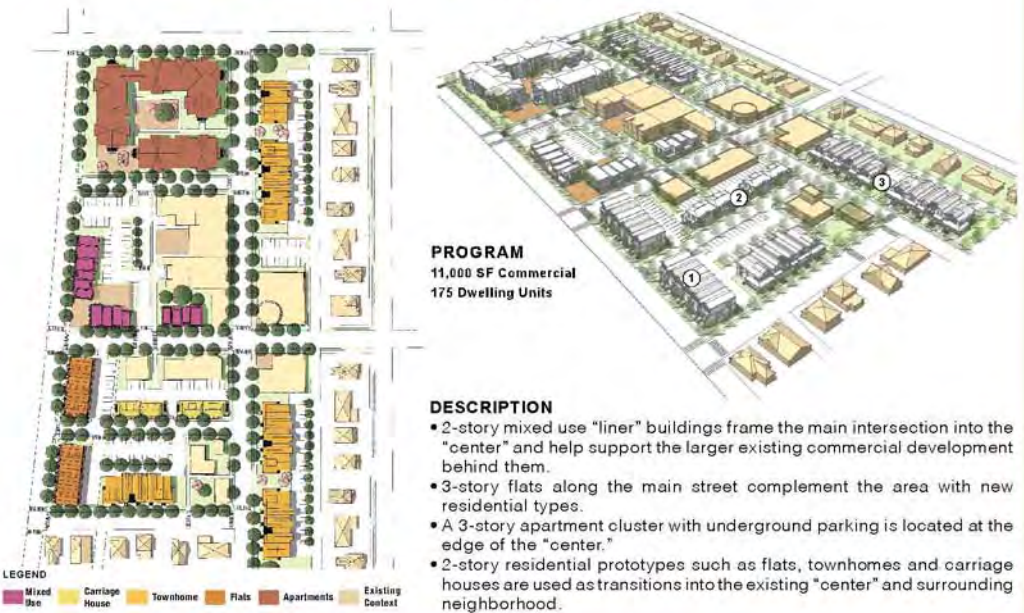 PROGRAM
11,000 SF Commercial
175 Dwelling Units
1
2
3
DESCRIPTION
• 2-story mixed use “liner” buildings frame the main intersection into the
“center” and help support the larger existing commercial development
behind them.
• 3-story flats along the main street complement the area with new
residential types.
• A 3-story apartment cluster with underground parking is located at the
edge of the “center.”
• 2-story residential prototypes such as flats, townhomes and carriage
houses are used as transitions into the existing “center” and surrounding
neighborhood.
LEGEND
Mixed Use
Carriage House
Townhome
Flats
Apartments
Existing Context